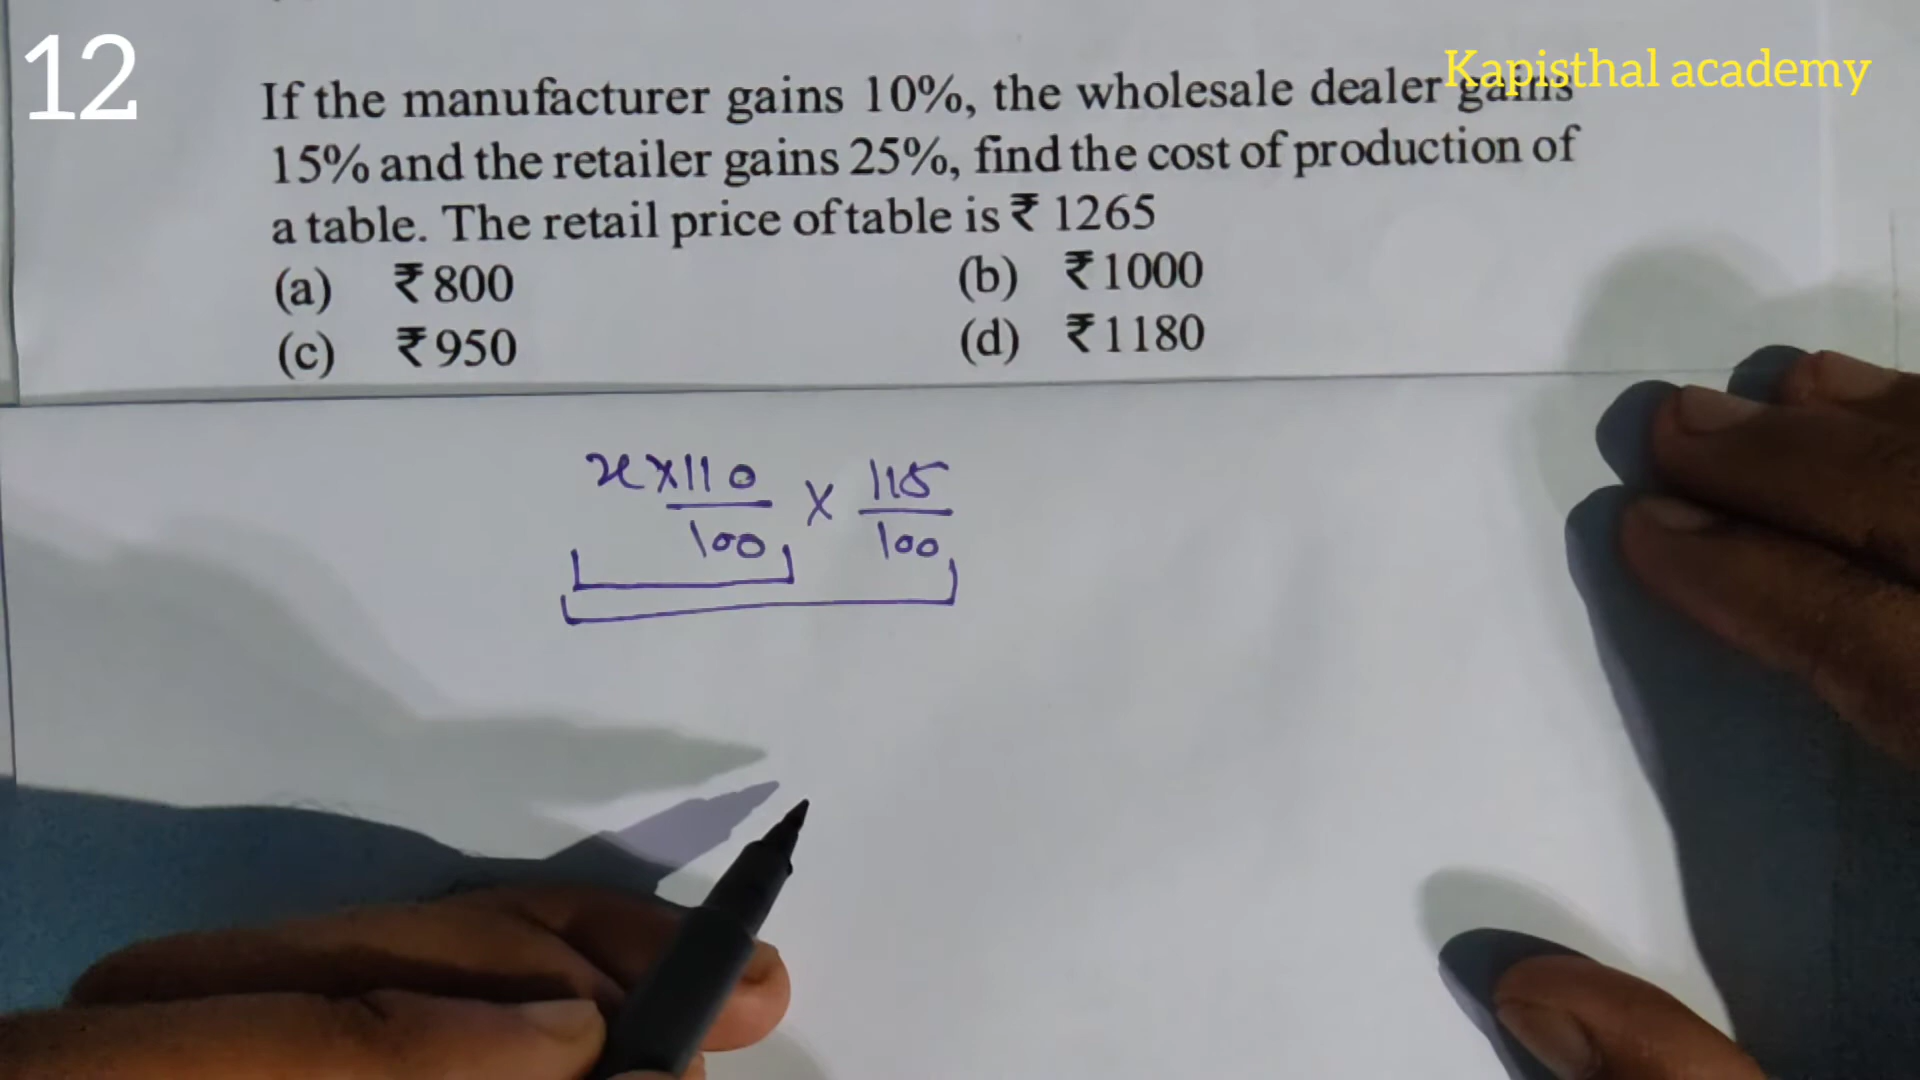 12
Kapisthal academy
If the manufacturer gains 10%, the wholesale dealer gains
15% and the retailer gains 25%, find the cost of production of
a table. The retail price of table is ₹ 1265
(a) ₹ 800 (b) ₹ 1000
(c) ₹ 950 (d) ₹ 1180
x × 110/100 × 115/100